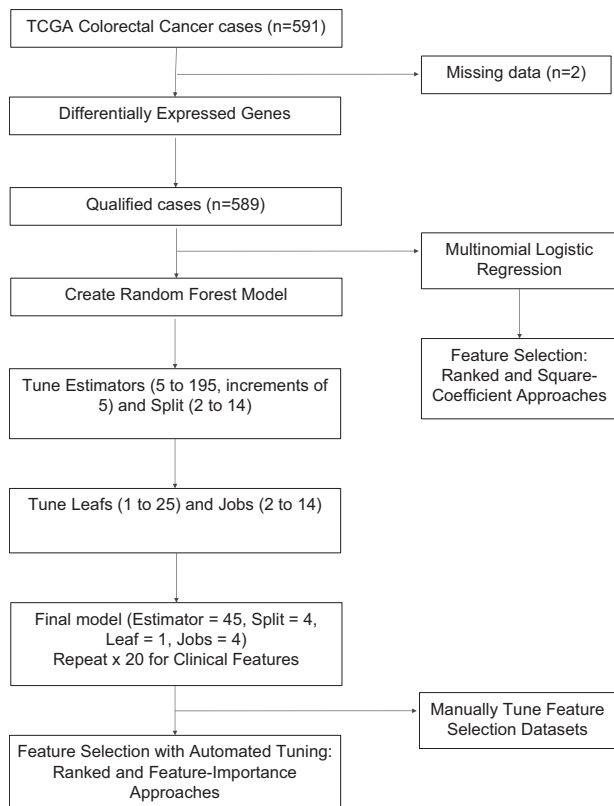 TCGA Colorectal Cancer cases (n=591)
Missing data (n=2)
Differentially Expressed Genes
Qualified cases (n=589)
Multinomial Logistic
Regression
Create Random Forest Model
Feature Selection:
Ranked and Square-
Coefficient Approaches
Tune Estimators (5 to 195, increments of
5) and Split (2 to 14)
Tune Leafs (1 to 25) and Jobs (2 to 14)
Final model (Estimator = 45, Split = 4,
Leaf = 1, Jobs = 4)
Repeat x 20 for Clinical Features
Manually Tune Feature
Selection Datasets
Feature Selection with Automated Tuning:
Ranked and Feature-Importance
Approaches